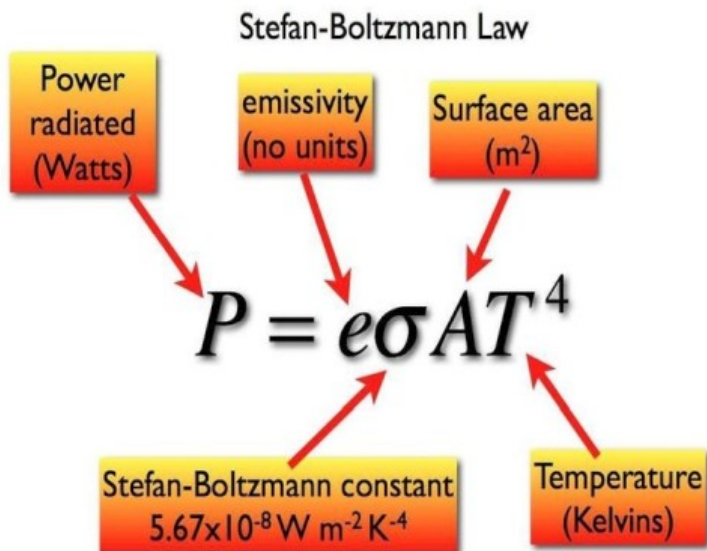 Stefan-Boltzmann Law
Power
radiated
(Watts)
emissivity
(no units)
Surface area
(m²)
P = eσAT⁴
Stefan-Boltzmann constant
5.67x10⁻⁸ W m⁻² K⁻⁴
Temperature
(Kelvins)